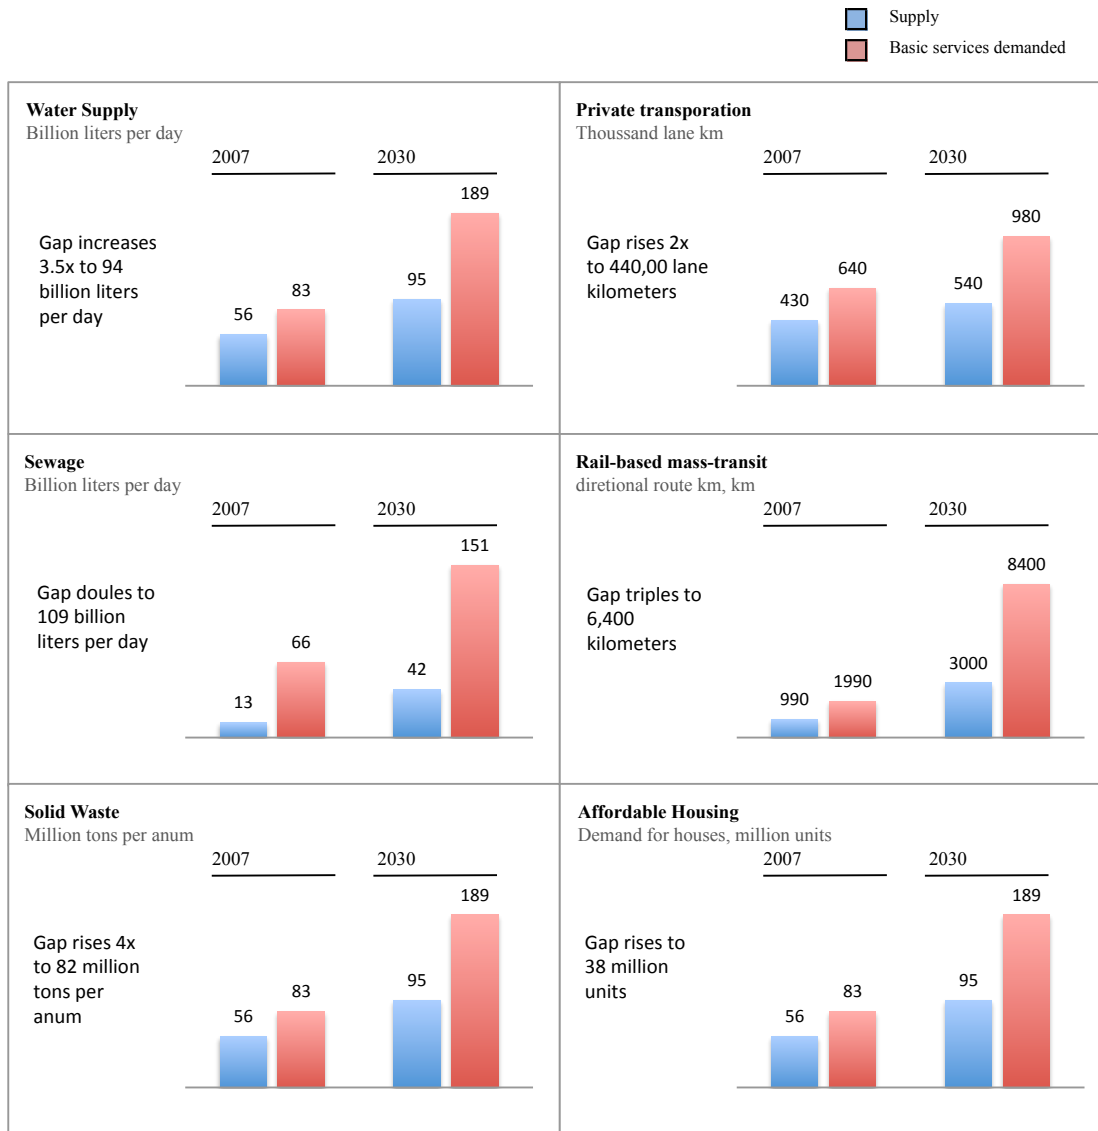 Supply
Basic services demanded
Water Supply
Billion liters per day
2007
2030
Gap increases
3.5x to 94
billion liters
per day
56
83
95
189
Private transporation
Thoussand lane km
2007
2030
Gap rises 2x
to 440,00 lane
kilometers
430
640
540
980
Sewage
Billion liters per day
2007
2030
Gap doules to
109 billion
liters per day
13
66
42
151
Rail-based mass-transit
diretional route km, km
2007
2030
Gap triples to
6,400
kilometers
990
1990
3000
8400
Solid Waste
Million tons per anum
2007
2030
Gap rises 4x
to 82 million
tons per
anum
56
83
95
189
Affordable Housing
Demand for houses, million units
2007
2030
Gap rises to
38 million
units
56
83
95
189